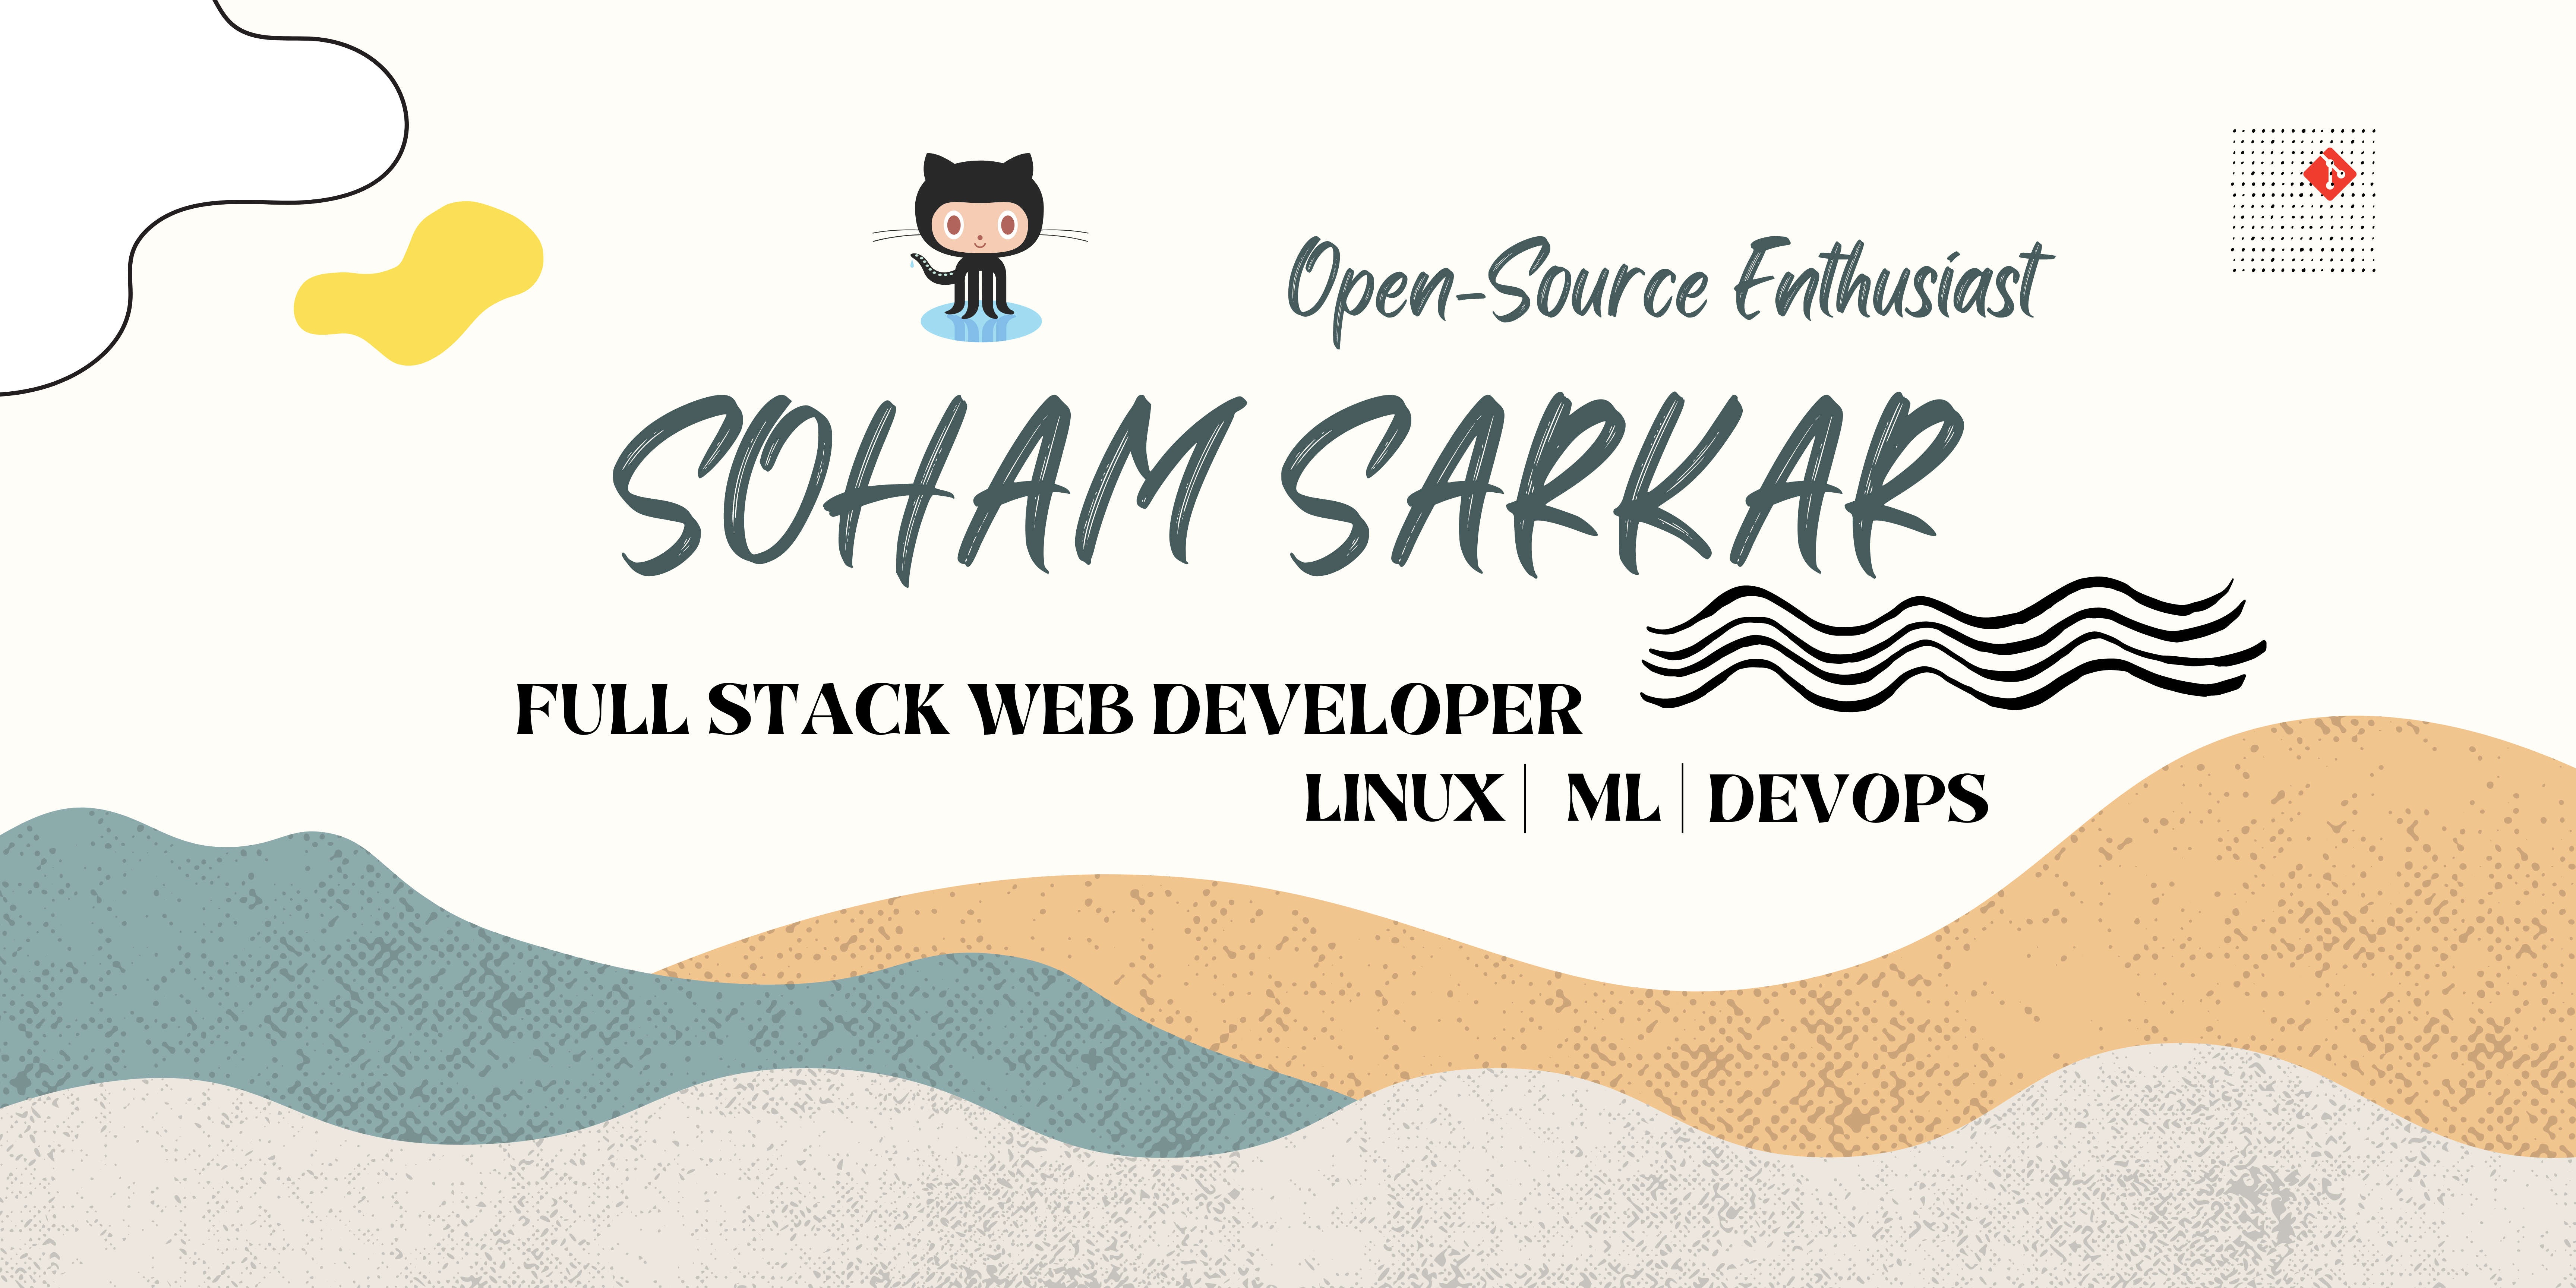 Open-Source Enthusiast
SOHAM SARKAR
FULL STACK WEB DEVELOPER
LINUX | ML | DEVOPS